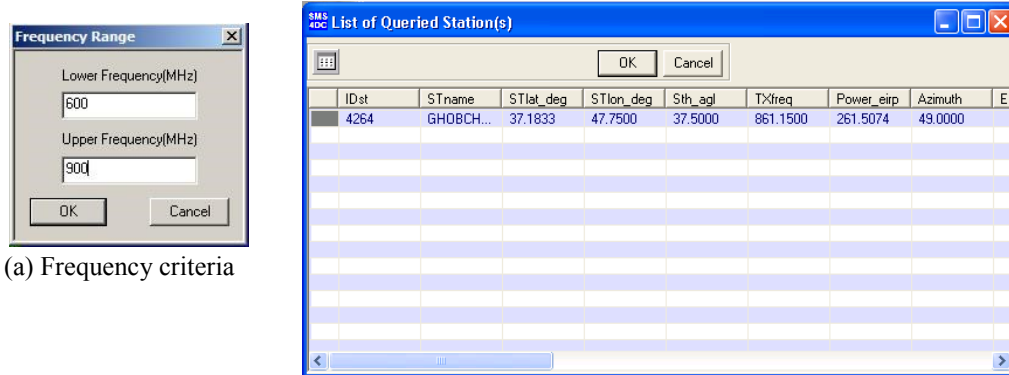 Frequency Range
Lower Frequency(MHz)
600
Upper Frequency(MHz)
900
OK Cancel
(a) Frequency criteria
SMS 4DC List of Queried Station(s)
OK Cancel
IDst STname STlat_deg STlon_deg Sth_agl TXfreq Power_eirp Azimuth E
4264 GHOBCH... 37.1833 47.7500 37.5000 861.1500 261.5074 49.0000